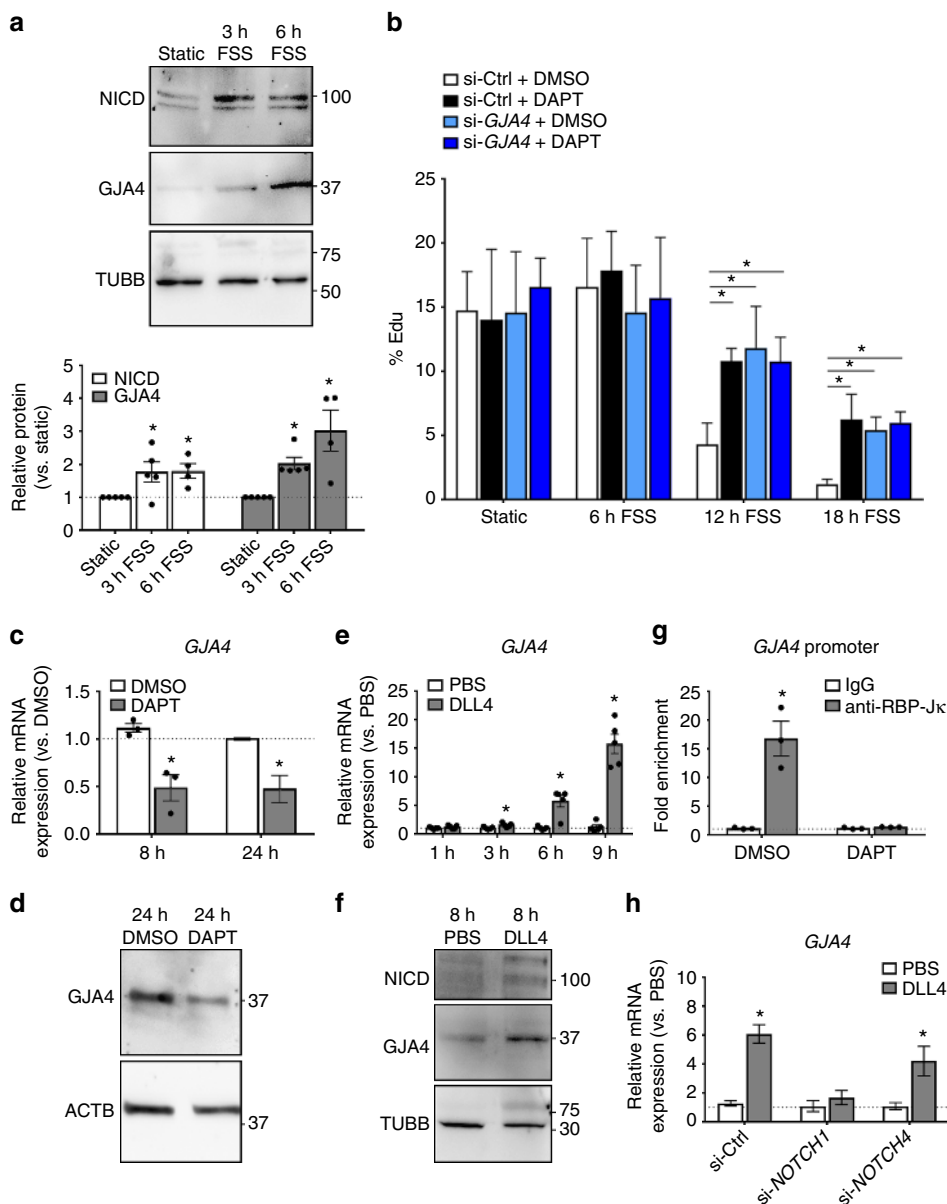 a
3 h
6 h
Static
FSS
FSS
NICD
100
GJA4
37
75
TUBB
50
5
4
3
2
1
0
Relative protein
(vs. static)
NICD
GJA4
* * * *
Static
3 h FSS
6 h FSS
Static
3 h FSS
6 h FSS
b
si-Ctrl + DMSO
si-Ctrl + DAPT
si-GJA4 + DMSO
si-GJA4 + DAPT
25
20
15
10
5
0
% Edu
* * *
* * *
Static
6 h FSS
12 h FSS
18 h FSS
c
GJA4
DMSO
DAPT
1.5
1.0
0.5
0.0
Relative mRNA
expression (vs. DMSO)
* *
8 h
24 h
e
GJA4
PBS
DLL4
25
20
15
10
5
0
Relative mRNA
expression (vs. PBS)
* * *
1 h
3 h
6 h
9 h
g
GJA4 promoter
IgG
anti-RBP-Jκ
25
20
15
10
5
0
Fold enrichment
*
DMSO
DAPT
d
24 h
24 h
DMSO
DAPT
GJA4
37
ACTB
37
f
8 h
8 h
PBS
DLL4
NICD
100
GJA4
37
75
TUBB
30
h
GJA4
PBS
DLL4
10
8
6
4
2
0
Relative mRNA
expression (vs. PBS)
* *
si-Ctrl
si-NOTCH1
si-NOTCH4